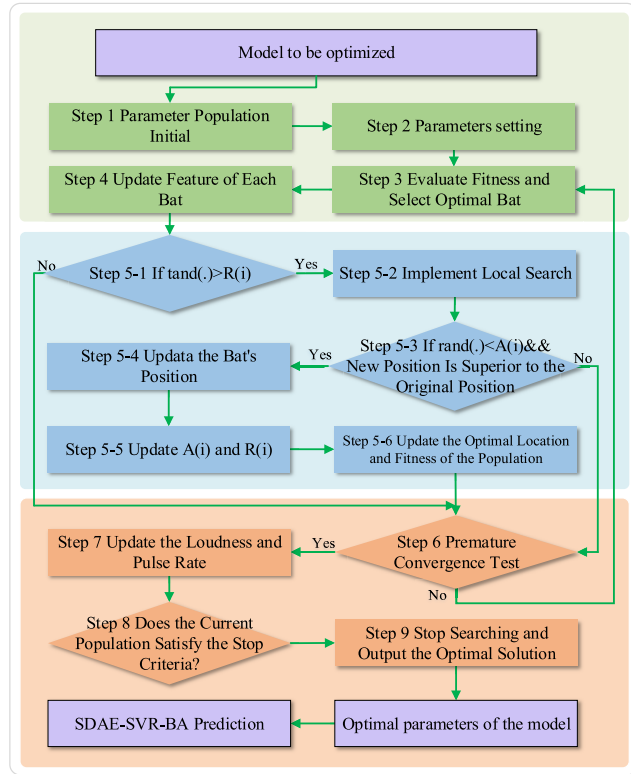 Model to be optimized
Step 1 Parameter Population
Initial
Step 2 Parameters setting
Step 4 Update Feature of Each
Bat
Step 3 Evaluate Fitness and
Select Optimal Bat
No
Step 5-1 If tand(.)>R(i)
Yes
Step 5-2 Implement Local Search
Step 5-4 Updata the Bat's
Position
Yes
Step 5-3 If rand(.)<A(i)&&
New Position Is Superior to the
Original Position
No
Step 5-5 Update A(i) and R(i)
Step 5-6 Update the Optimal Location
and Fitness of the Population
Step 7 Update the Loudness and
Pulse Rate
Yes
Step 6 Premature
Convergence Test
No
Step 8 Does the Current
Population Satisfy the Stop
Criteria?
Step 9 Stop Searching and
Output the Optimal Solution
SDAE-SVR-BA Prediction
Optimal parameters of the model